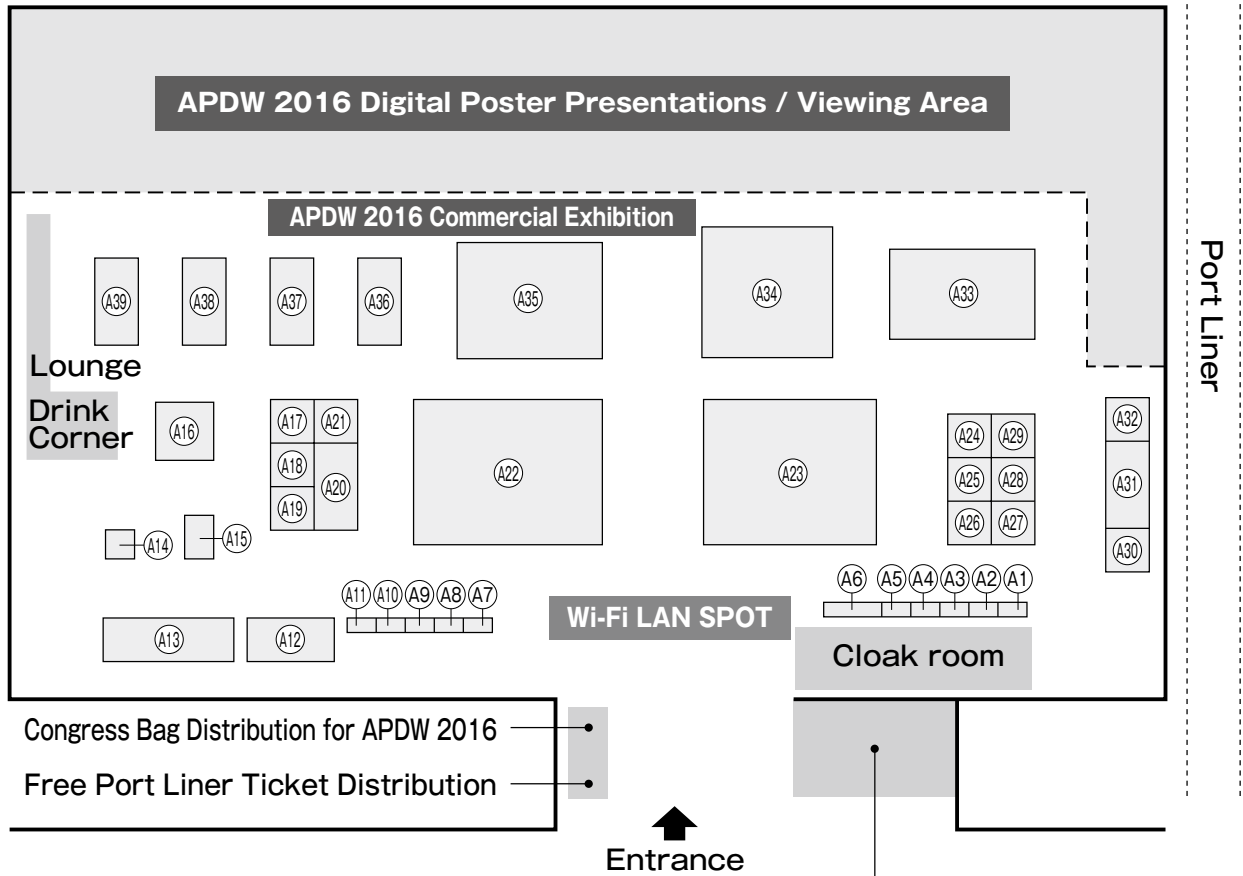 APDW 2016 Digital Poster Presentations / Viewing Area
APDW 2016 Commercial Exhibition
Port Liner
A39
A38
A37
A36
A35
A34
A33
Lounge
Drink
Corner
A16
A17
A21
A18
A20
A19
A22
A23
A24
A29
A25
A28
A26
A27
A32
A31
A30
A14
A15
A11
A10
A9
A8
A7
A6
A5
A4
A3
A2
A1
A13
A12
Wi-Fi LAN SPOT
Cloak room
Congress Bag Distribution for APDW 2016
Free Port Liner Ticket Distribution
Entrance